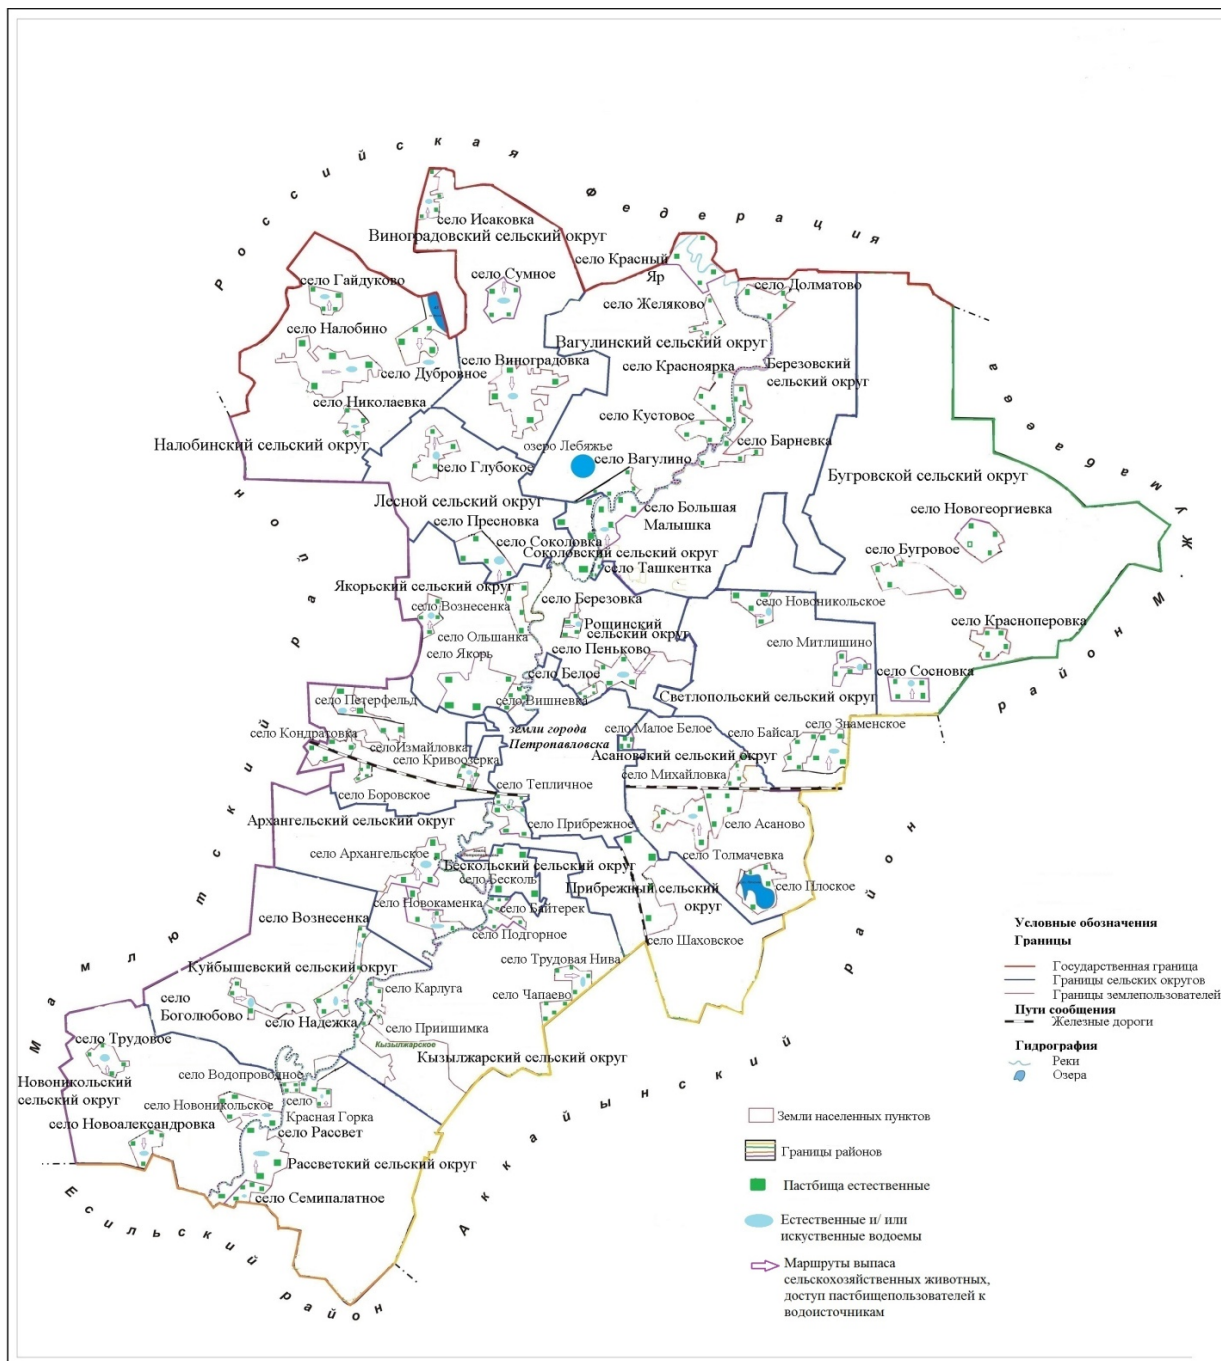 Российская Федерация
село Исаковка
Виноградовский сельский округ
село Красный
Яр
село Гайдуково
село Сумное
село Долматово
село Желяково
село Налобино
Вагулинский сельский округ
село Виноградовка
село Красноярка
Березовский
сельский округ
село Дубровное
село Николаевка
село Кустовое
Налобинский сельский округ
озеро Лебяжье
село Барневка
село Глубокое
село Вагулино
Бугровской сельский округ
Лесной сельский округ
село Большая
Малышка
село Новогеоргиевка
село Пресновка
село Соколовка
Соколовский сельский округ
село Бугровое
село Ташкентка
Якорьский сельский округ
село Вознесенка
село Березовка
село Новоникольское
Рощинский
сельский округ
село Красноперовка
село Ольшанка
село Митлишино
село Якорь
село Пеньково
село Белое
село Сосновка
село Вишневка
Светлопольский сельский округ
село Петерфельд
земли города
Петропавловска
село Малое Белое
село Байсал
село Знаменское
село Кондратовка
селоИзмайловка
село Кривоозерка
Асановский сельский округ
село Михайловка
село Боровское
село Тепличное
Архангельский сельский округ
село Прибрежное
село Асаново
село Архангельское
Бескольский сельский округ
село Толмачевка
село Бесколь
Прибрежный сельский
округ
село Плоское
село Новокаменка
село Байтерек
село Вознесенка
село Подгорное
село Шаховское
Куйбышевский сельский округ
село Трудовая Нива
село Карлуга
село
Боголюбово
село Надежка
село Чапаево
село Приишимка
Кызылжарское
село Трудовое
Кызылжарский сельский округ
Новоникольский
сельский округ
село Водопроводное
село
Красная Горка
село Новоникольское
село Новоалександровка
село Рассвет
Рассветский сельский округ
село Семипалатное
Мамлютский район
район М. Жумабаева
Аккайынский район
Есильский район
Условные обозначения
Границы
Государственная граница
Границы сельских округов
Границы землепользователей
Пути сообщения
Железные дороги
Гидрография
Реки
Озера
Земли населенных пунктов
Границы районов
Пастбища естественные
Естественные и/ или
искуственные водоемы
Маршруты выпаса
сельскохозяйственных животных,
доступ пастбищепользователей к
водоисточникам